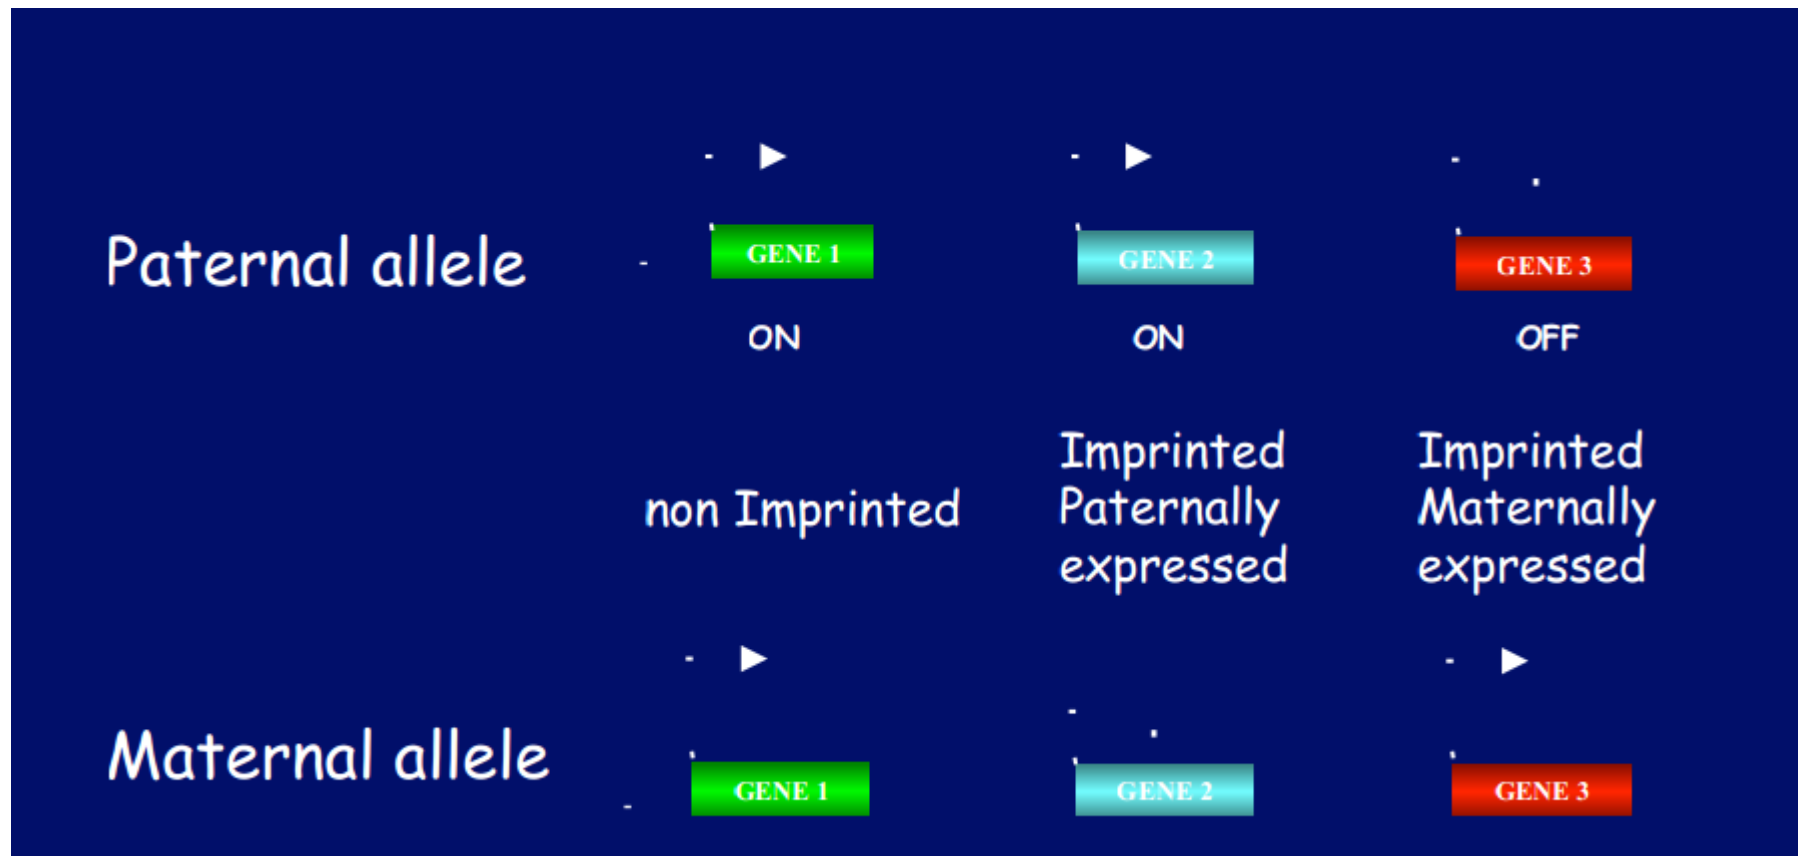 Paternal allele
GENE 1
GENE 2
GENE 3
ON
ON
OFF
non Imprinted
Imprinted
Paternally
expressed
Imprinted
Maternally
expressed
Maternal allele
GENE 1
GENE 2
GENE 3